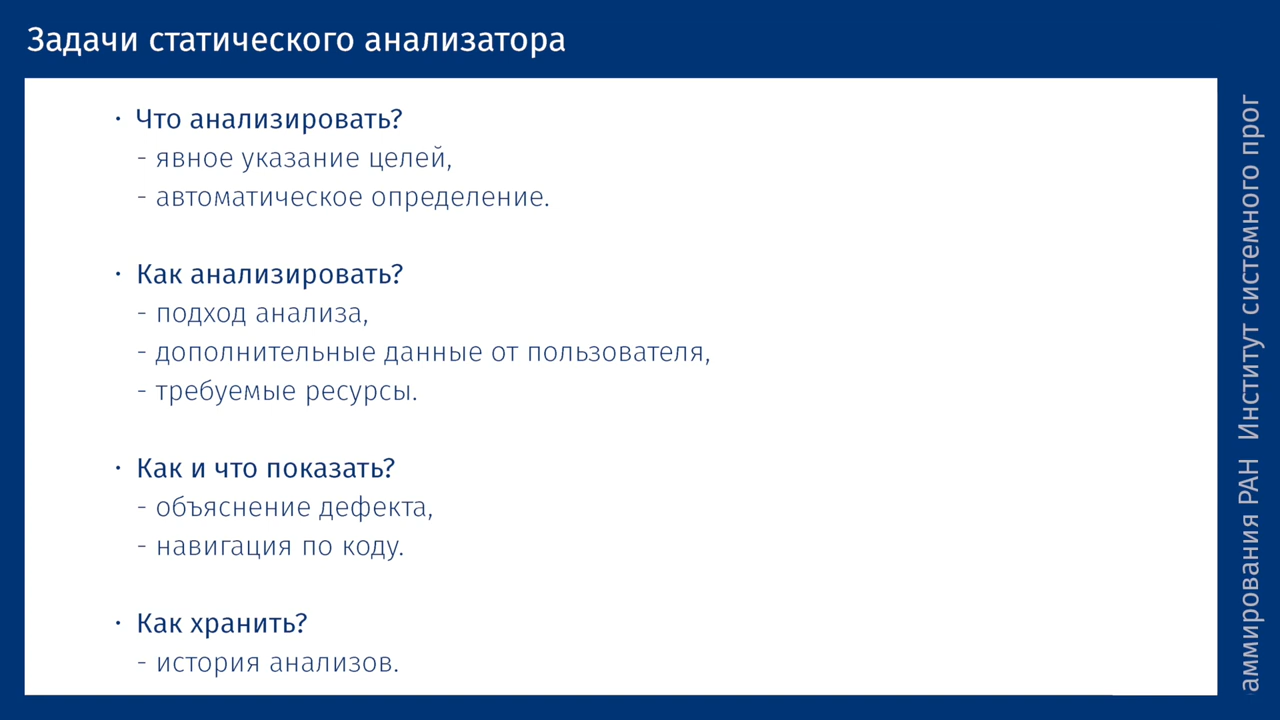 Задачи статического анализатора
· Что анализировать?
- явное указание целей,
- автоматическое определение.
· Как анализировать?
- подход анализа,
- дополнительные данные от пользователя,
- требуемые ресурсы.
· Как и что показать?
- объяснение дефекта,
- навигация по коду.
· Как хранить?
- история анализов.
аммирования РАН Институт системного прог